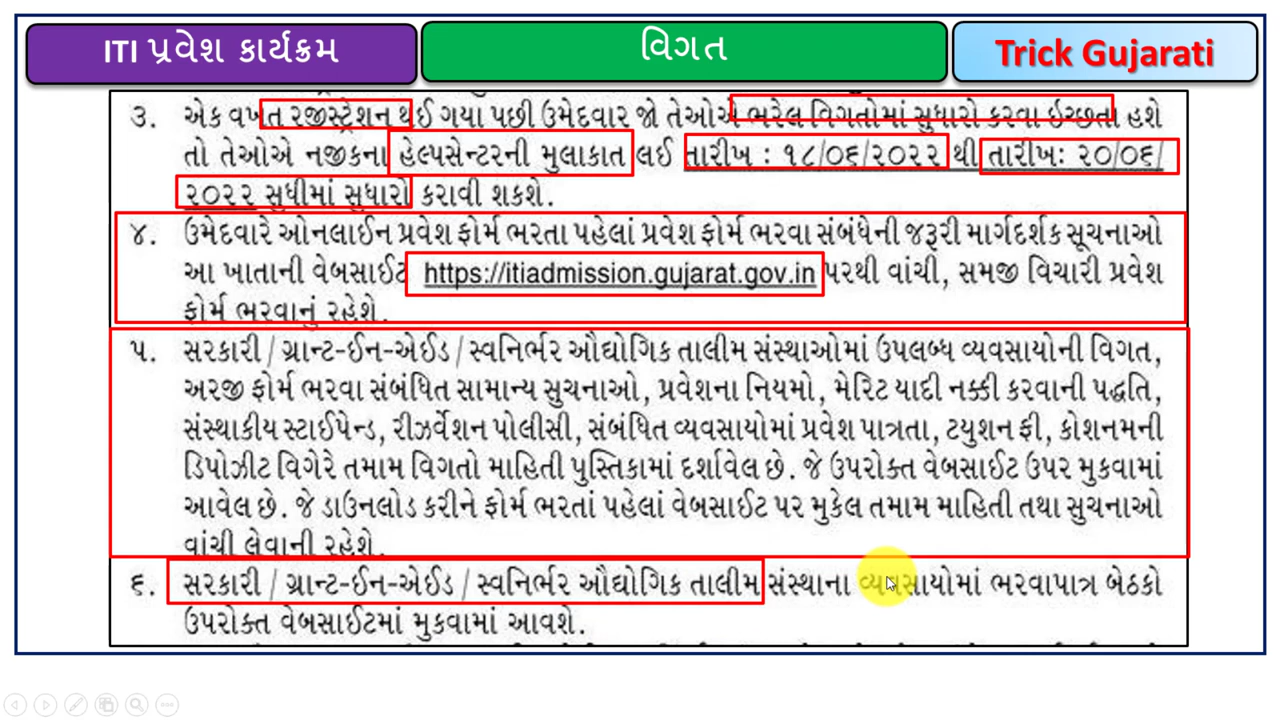 ITI પ્રવેશ કાર્યક્રમ
વિગત
Trick Gujarati
૩. એક વખત રજીસ્ટ્રેશન થઈ ગયા પછી ઉમેદવાર જો તેઓએ ભરેલ વિગતોમાં સુધારો કરવા ઇચ્છતા હશે
તો તેઓએ નજીકના હેલ્પસેન્ટરની મુલાકાત લઈ તારીખ : ૧૮/૦૬/૨૦૨૨ થી તારીખઃ ૨૦/૦૬/
૨૦૨૨ સુધીમાં સુધારો કરાવી શકશે.
૪. ઉમેદવારે ઓનલાઈન પ્રવેશ ફોર્મ ભરતા પહેલાં પ્રવેશ ફોર્મ ભરવા સંબંધેની જરૂરી માર્ગદર્શક સૂચનાઓ
આ ખાતાની વેબસાઈટ https://itiadmission.gujarat.gov.in પરથી વાંચી, સમજી વિચારી પ્રવેશ
ફોર્મ ભરવાનું રહેશે.
૫. સરકારી / ગ્રાન્ટ-ઈન-એઈડ / સ્વનિર્ભર ઔદ્યોગિક તાલીમ સંસ્થાઓમાં ઉપલબ્ધ વ્યવસાયોની વિગત,
અરજી ફોર્મ ભરવા સંબંધિત સામાન્ય સુચનાઓ, પ્રવેશના નિયમો, મેરિટ યાદી નક્કી કરવાની પદ્ધતિ,
સંસ્થાકીય સ્ટાઈપેન્ડ, રીઝર્વેશન પોલીસી, સંબંધિત વ્યવસાયોમાં પ્રવેશ પાત્રતા, ટયુશન ફી, કોશનમની
ડિપોઝીટ વિગેરે તમામ વિગતો માહિતી પુસ્તિકામાં દર્શાવેલ છે. જે ઉપરોક્ત વેબસાઈટ ઉપર મુકવામાં
આવેલ છે. જે ડાઉનલોડ કરીને ફોર્મ ભરતાં પહેલાં વેબસાઈટ પર મુકેલ તમામ માહિતી તથા સુચનાઓ
વાંચી લેવાની રહેશે.
૬. સરકારી / ગ્રાન્ટ-ઈન-એઈડ / સ્વનિર્ભર ઔદ્યોગિક તાલીમ સંસ્થાના વ્યવસાયોમાં ભરવાપાત્ર બેઠકો
ઉપરોક્ત વેબસાઈટમાં મુકવામાં આવશે.